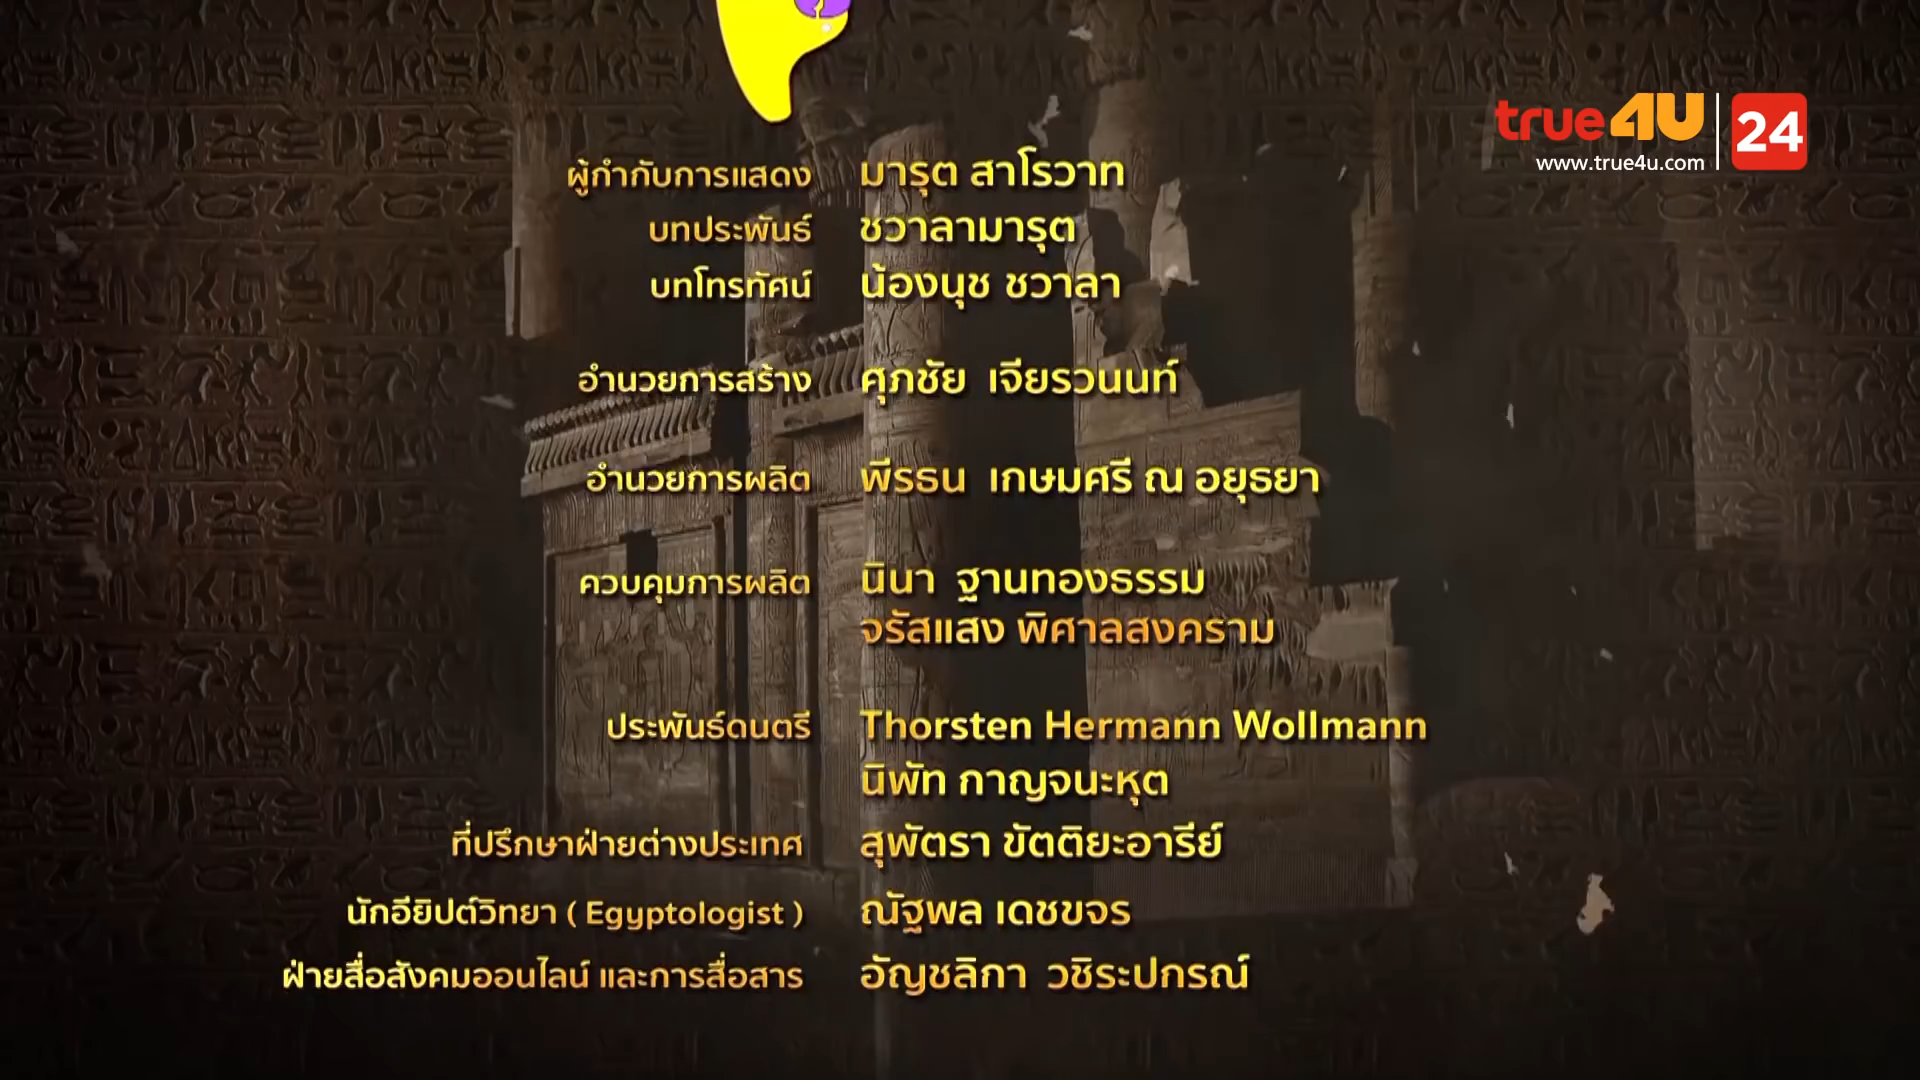 true4U 24
www.true4u.com
ผู้กำกับการแสดง มารุต สาโรวาท
บทประพันธ์ ชวาลามารุต
บทโทรทัศน์ น้องนุช ชวาลา
อำนวยการสร้าง ศุภชัย เจียรวนนท์
อำนวยการผลิต พีรธน เกษมศรี ณ อยุธยา
ควบคุมการผลิต นินา ฐานทองธรรม
จรัสแสง พิศาลสงคราม
ประพันธ์ดนตรี Thorsten Hermann Wollmann
นิพัท กาญจนะหุต
ที่ปรึกษาฝ่ายต่างประเทศ สุพัตรา ขัตติยะอารีย์
นักอียิปต์วิทยา ( Egyptologist ) ณัฐพล เดชขจร
ฝ่ายสื่อสังคมออนไลน์ และการสื่อสาร อัญชลิกา วชิระปกรณ์